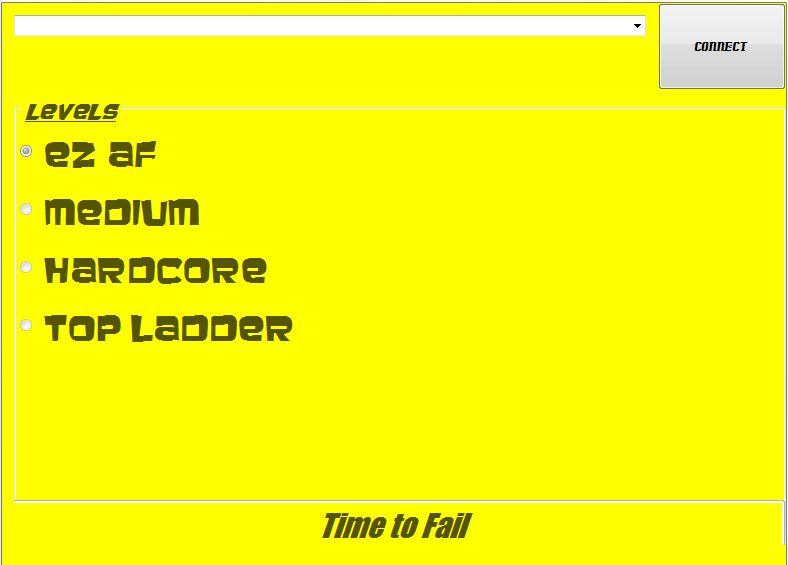 CONNECT
Levels
ez af
medium
Hardcore
Top Ladder
Time to Fail